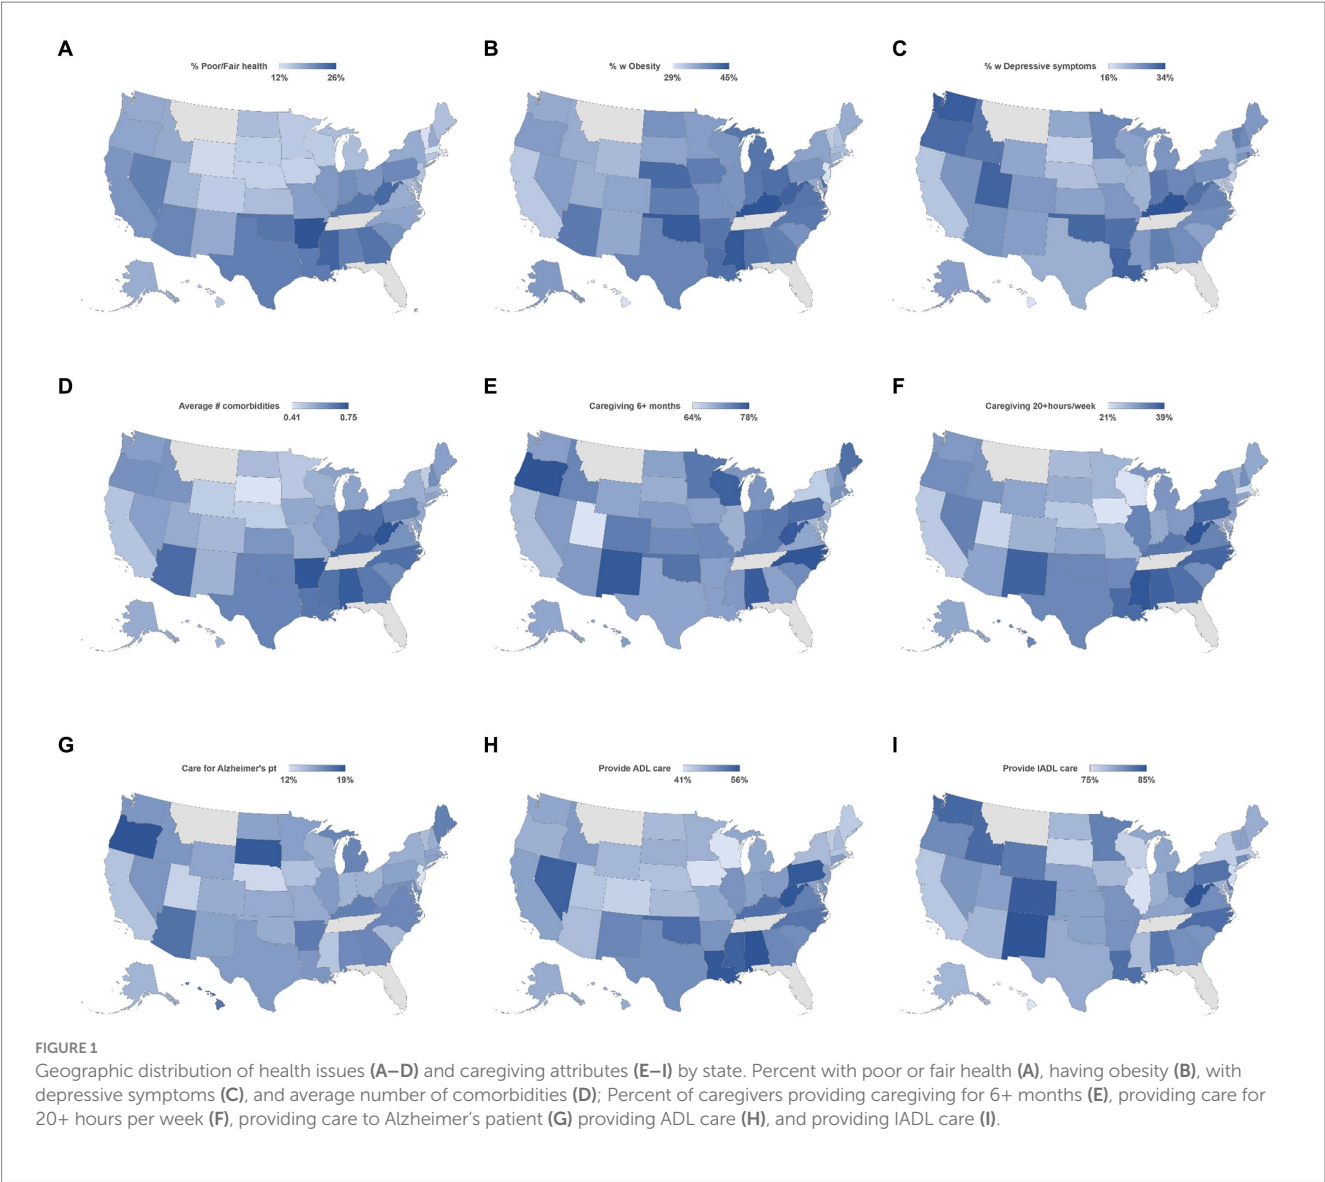 A
% Poor/Fair health
12% 26%
B
% w Obesity
29% 45%
C
% w Depressive symptoms
16% 34%
D
Average # comorbidities
0.41 0.75
E
Caregiving 6+ months
64% 78%
F
Caregiving 20+hours/week
21% 39%
G
Care for Alzheimer's pt
12% 19%
H
Provide ADL care
41% 56%
I
Provide IADL care
75% 85%
FIGURE 1
Geographic distribution of health issues (A–D) and caregiving attributes (E–I) by state. Percent with poor or fair health (A), having obesity (B), with
depressive symptoms (C), and average number of comorbidities (D); Percent of caregivers providing caregiving for 6+ months (E), providing care for
20+ hours per week (F), providing care to Alzheimer’s patient (G) providing ADL care (H), and providing IADL care (I).